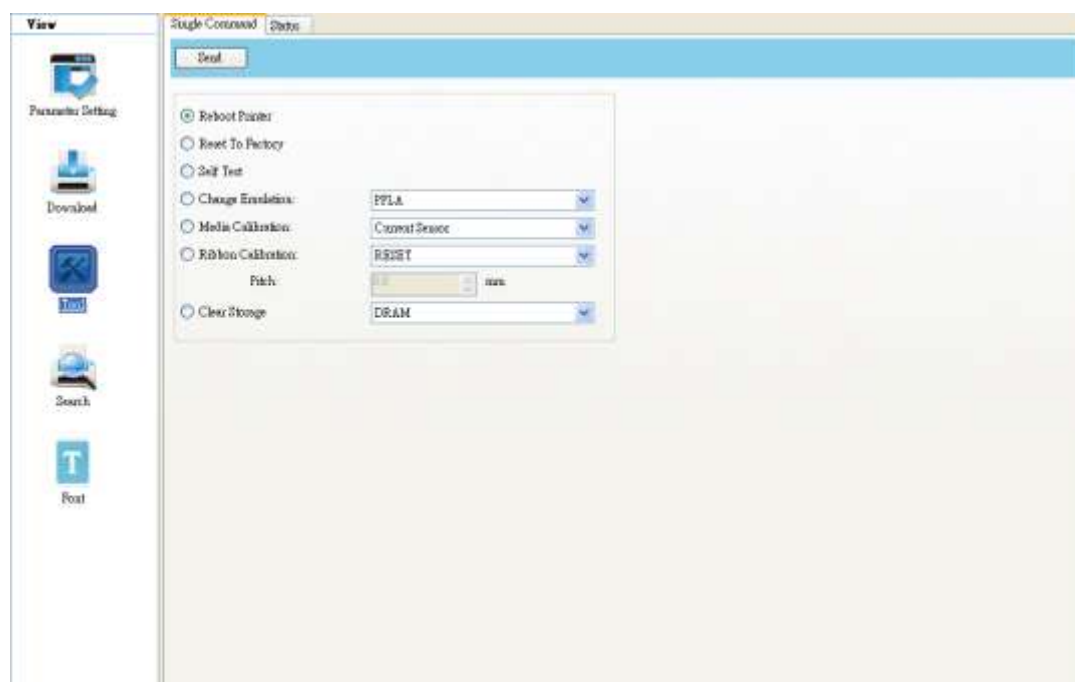 View
Single Command Status
Send
Parameter Setting
Reboot Printer
Reset To Factory
Self Test
Download
Change Emulation: PPLA
Media Calibration: Current Sensor
Ribbon Calibration: RESET
Pitch: mm
Tool
Clear Storage DRAM
Search
T
Font